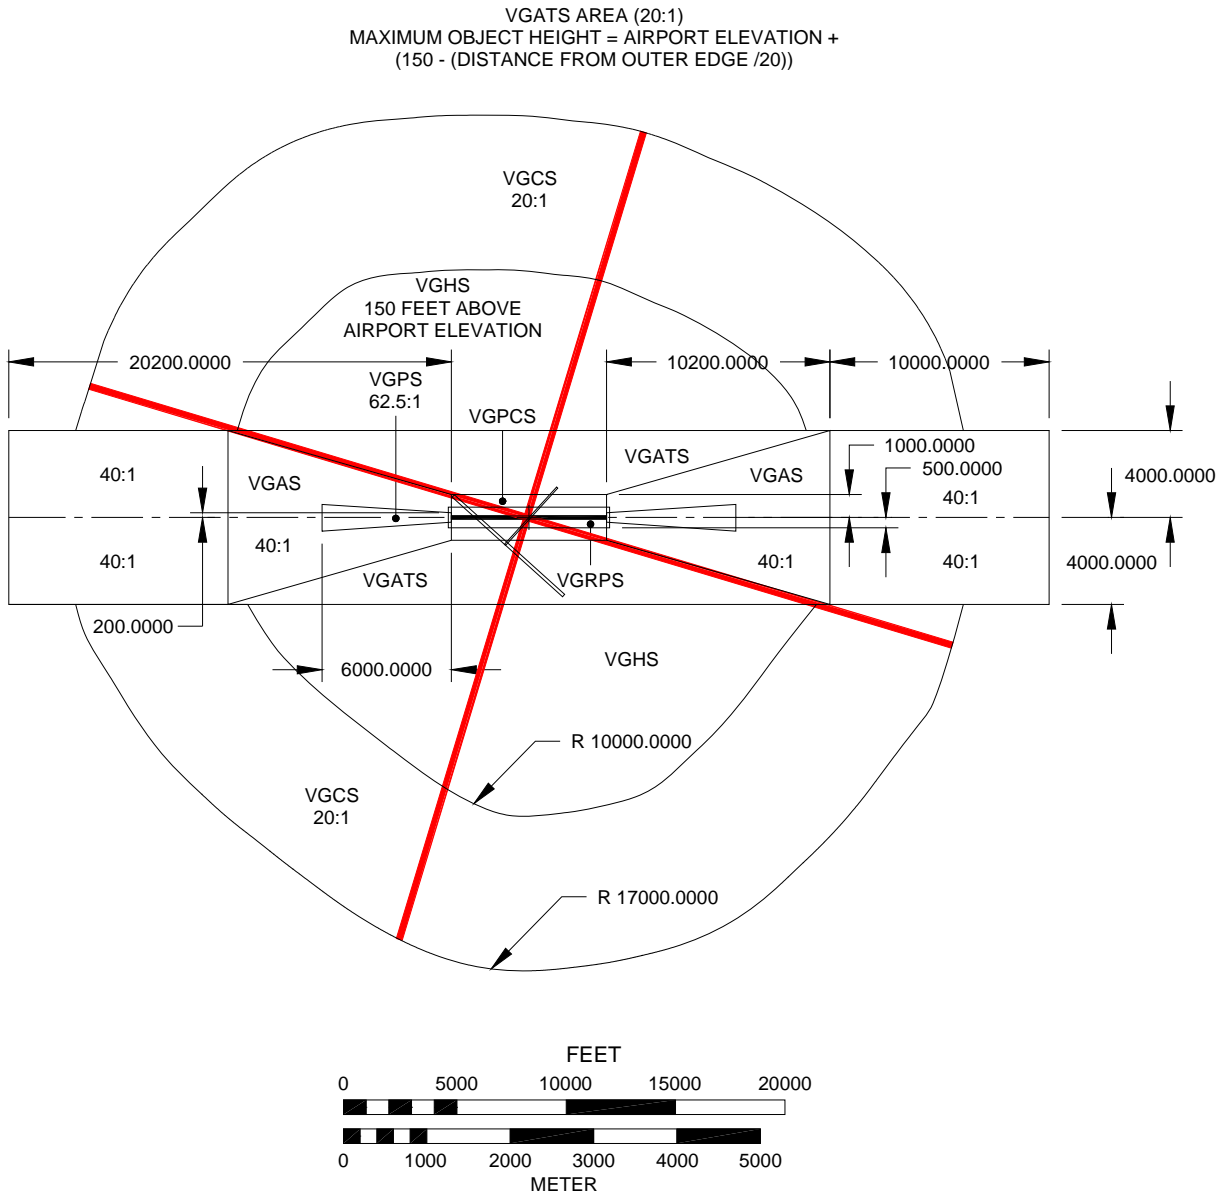 VGATS AREA (20:1)
MAXIMUM OBJECT HEIGHT = AIRPORT ELEVATION +
(150 - (DISTANCE FROM OUTER EDGE /20))
VGCS
20:1
VGHS
150 FEET ABOVE
AIRPORT ELEVATION
20200.0000
10200.0000
10000.0000
VGPS
62.5:1
VGPCS
1000.0000
500.0000
4000.0000
VGATS
VGAS
40:1
VGAS
40:1
40:1
40:1
40:1
40:1
4000.0000
VGATS
VGRPS
200.0000
6000.0000
VGHS
R 10000.0000
VGCS
20:1
R 17000.0000
FEET
0 5000 10000 15000 20000
0 1000 2000 3000 4000 5000
METER